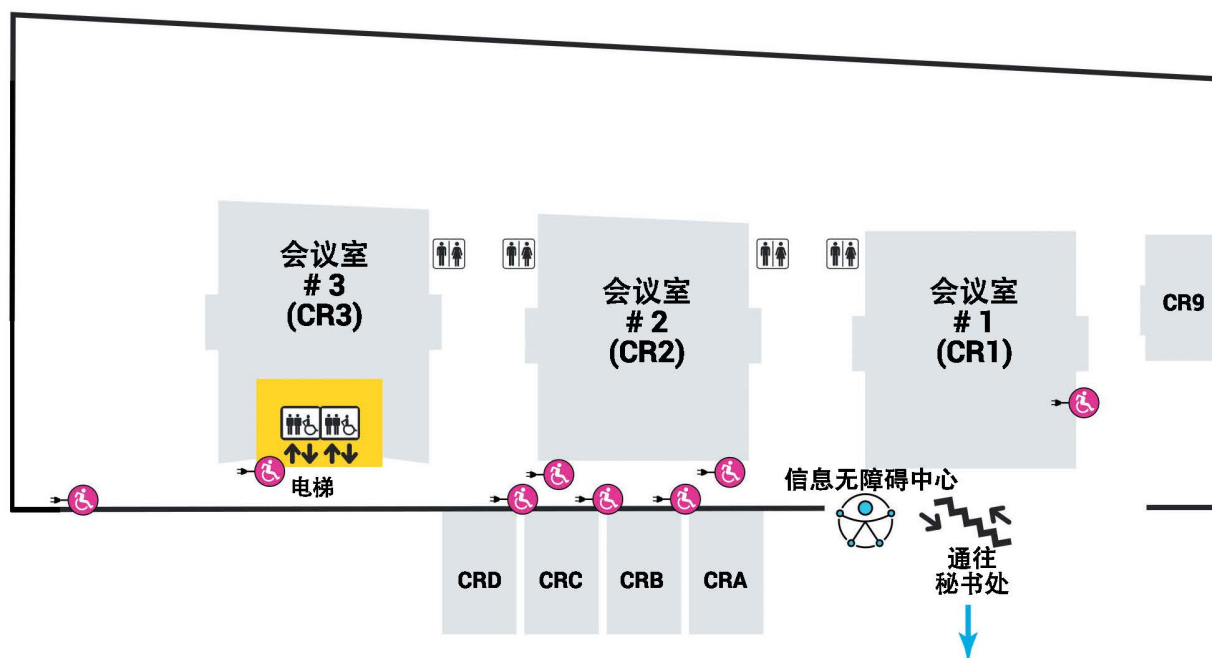 会议室
# 3
(CR3)
会议室
# 2
(CR2)
会议室
# 1
(CR1)
CR9
电梯
信息无障碍中心
CRD
CRC
CRB
CRA
通往
秘书处